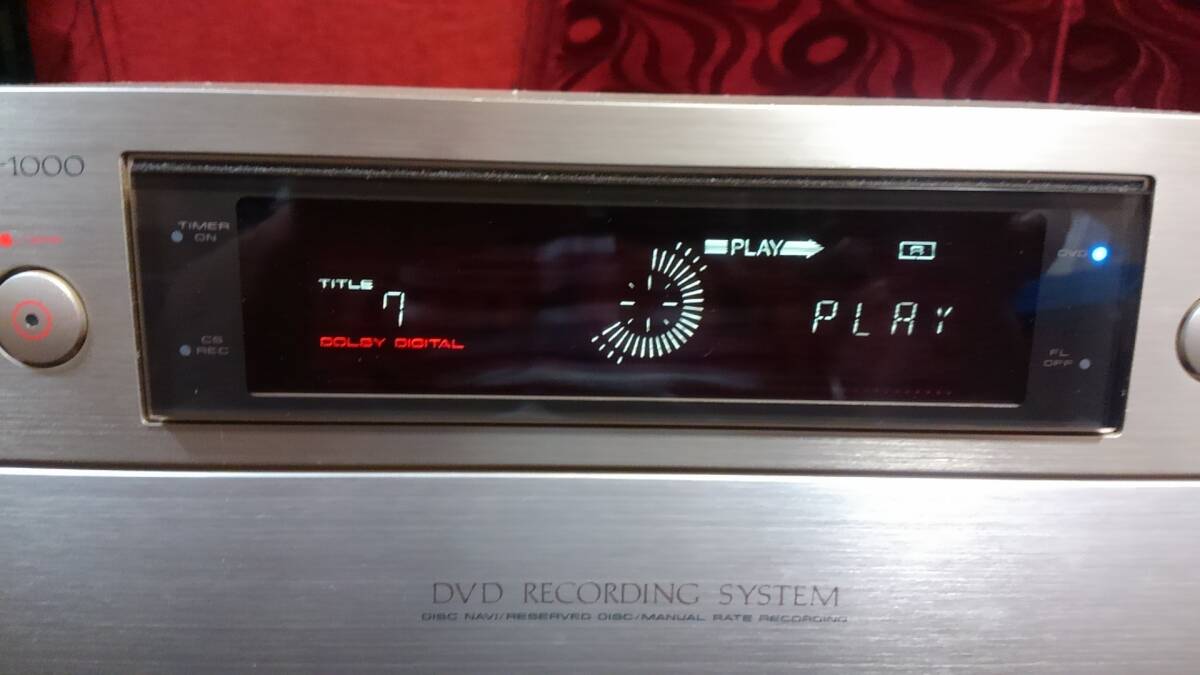 -1000
TIMER
ON
PLAY
R
DVD
TITLE
7
PLAY
DOLBY DIGITAL
CS
REC
FL
OFF
DVD RECORDING SYSTEM
DISC NAVI/RESERVED DISC/MANUAL RATE RECORDING